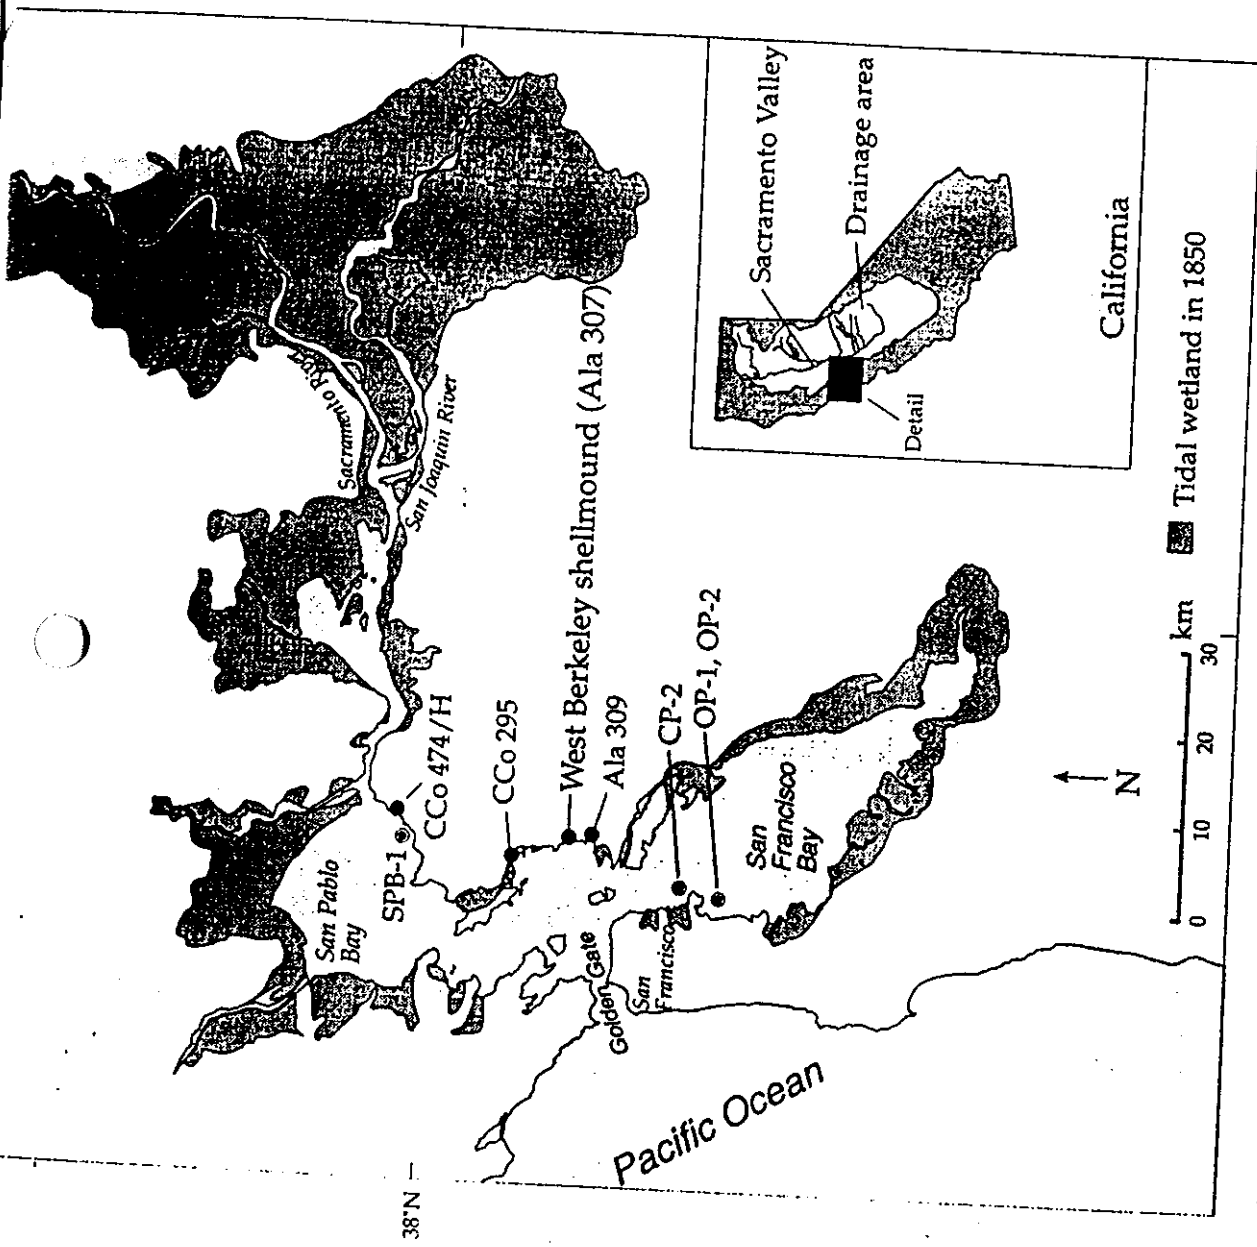 Sacramento Valley
Drainage area
Detail
California
Sacramento River
San Joaquin River
CCo 474/H
SPB-1
San Pablo
Bay
CCo 295
West Berkeley shellmound (Ala 307)
Ala 309
CP-2
OP-1, OP-2
San
Francisco
Bay
Golden Gate
San
Francisco
Pacific Ocean
38°N
N
Tidal wetland in 1850
0
10
20
30
km